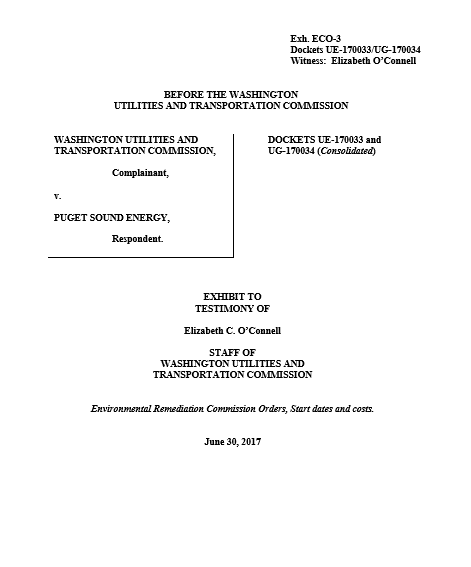 Exh. ECO-3
Dockets UE-170033/UG-170034
Witness: Elizabeth O'Connell
BEFORE THE WASHINGTON
UTILITIES AND TRANSPORTATION COMMISSION
WASHINGTON UTILITIES AND
TRANSPORTATION COMMISSION,
Complainant,
v.
PUGET SOUND ENERGY,
Respondent.
DOCKETS UE-170033 and
UG-170034 (Consolidated)
EXHIBIT TO
TESTIMONY OF
Elizabeth C. O'Connell
STAFF OF
WASHINGTON UTILITIES AND
TRANSPORTATION COMMISSION
Environmental Remediation Commission Orders, Start dates and costs.
June 30, 2017